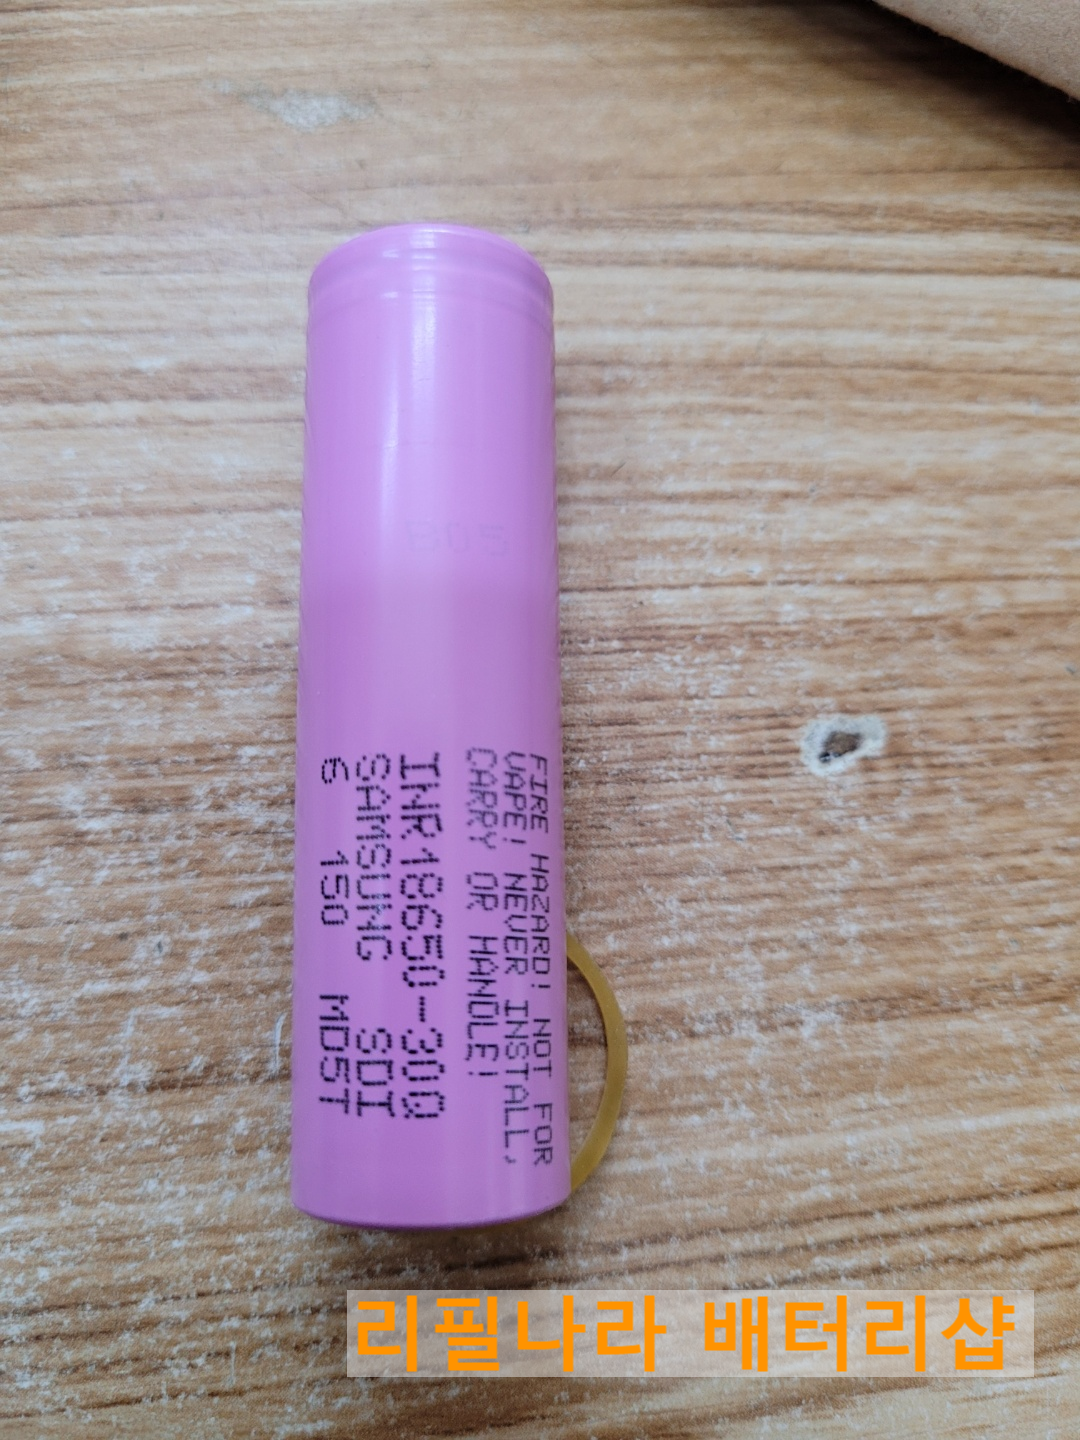 FIRE HAZARD! NOT FOR
VAPE! NEVER INSTALL,
CARRY OR HANDLE!
INR18650-30Q
SAMSUNG SDI
6 150 MD5T
805
리필나라 배터리샵